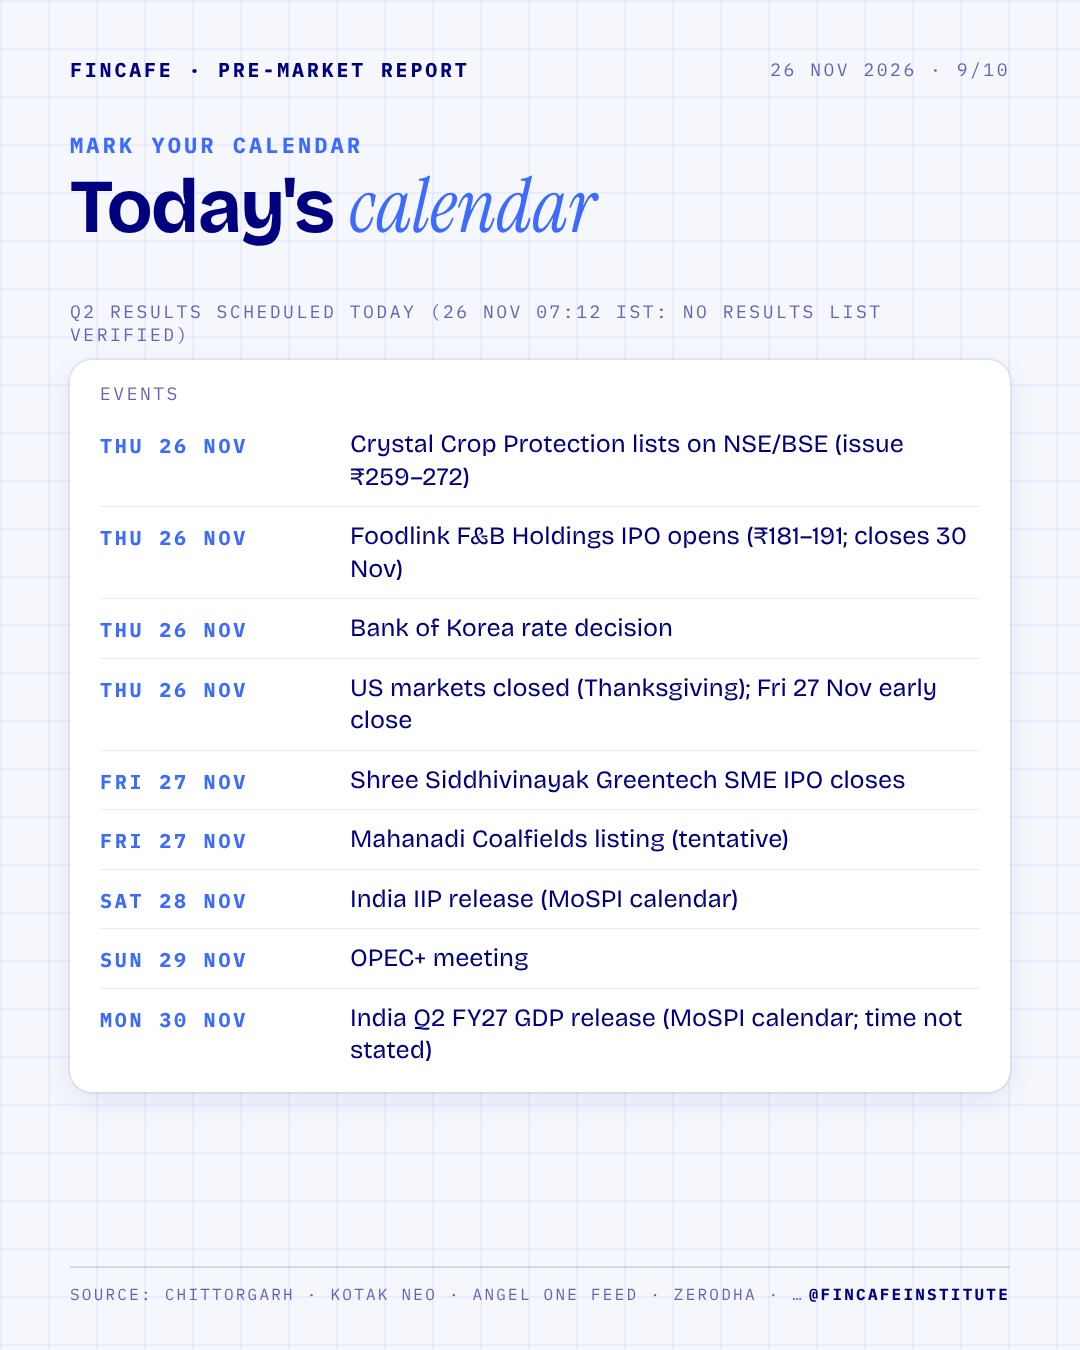 FINCAFE · PRE-MARKET REPORT
26 NOV 2026 · 9/10
MARK YOUR CALENDAR
Today's calendar
Q2 RESULTS SCHEDULED TODAY (26 NOV 07:12 IST: NO RESULTS LIST
VERIFIED)
EVENTS
THU 26 NOV
Crystal Crop Protection lists on NSE/BSE (issue
₹259–272)
THU 26 NOV
Foodlink F&B Holdings IPO opens (₹181–191; closes 30
Nov)
THU 26 NOV
Bank of Korea rate decision
THU 26 NOV
US markets closed (Thanksgiving); Fri 27 Nov early
close
FRI 27 NOV
Shree Siddhivinayak Greentech SME IPO closes
FRI 27 NOV
Mahanadi Coalfields listing (tentative)
SAT 28 NOV
India IIP release (MoSPI calendar)
SUN 29 NOV
OPEC+ meeting
MON 30 NOV
India Q2 FY27 GDP release (MoSPI calendar; time not
stated)
SOURCE: CHITTORGARH · KOTAK NEO · ANGEL ONE FEED · ZERODHA · …
@FINCAFEINSTITUTE